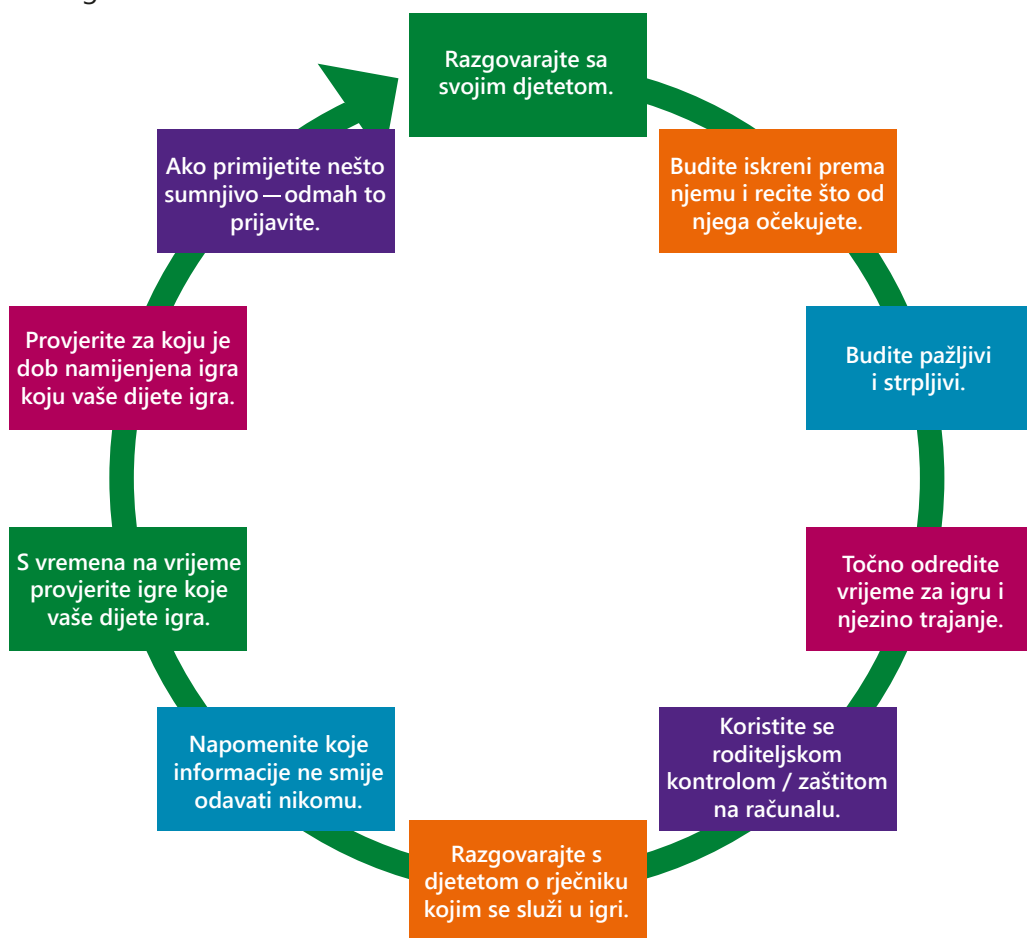 Razgovarajte sa
svojim djetetom.
Budite iskreni prema
njemu i recite što od
njega očekujete.
Budite pažljivi
i strpljivi.
Točno odredite
vrijeme za igru i
njezino trajanje.
Koristite se
roditeljskom
kontrolom / zaštitom
na računalu.
Razgovarajte s
djetetom o rječniku
kojim se služi u igri.
Napomenite koje
informacije ne smije
odavati nikomu.
S vremena na vrijeme
provjerite igre koje
vaše dijete igra.
Provjerite za koju je
dob namijenjena igra
koju vaše dijete igra.
Ako primijetite nešto
sumnjivo — odmah to
prijavite.